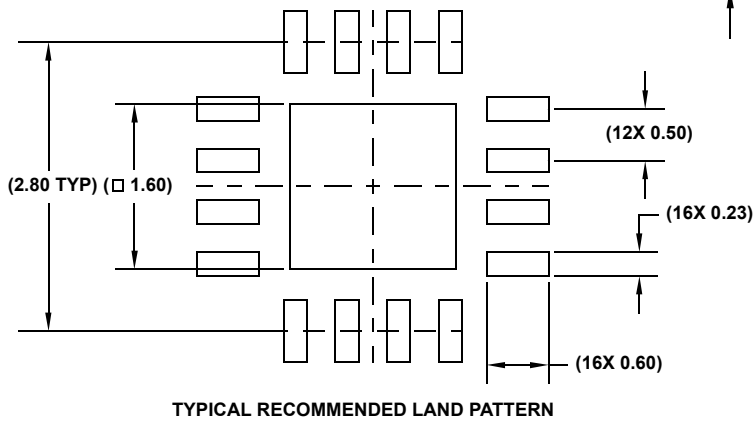 (12X 0.50)
(2.80 TYP) (□ 1.60)
(16X 0.23)
(16X 0.60)
TYPICAL RECOMMENDED LAND PATTERN